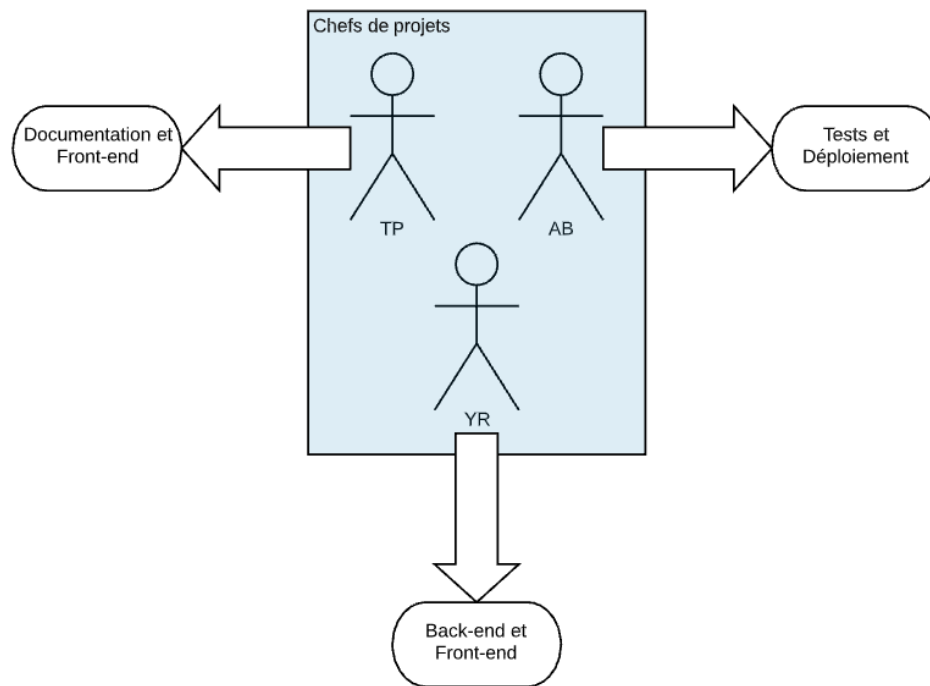 Chefs de projets
Documentation et
Front-end
Tests et
Déploiement
TP
AB
YR
Back-end et
Front-end